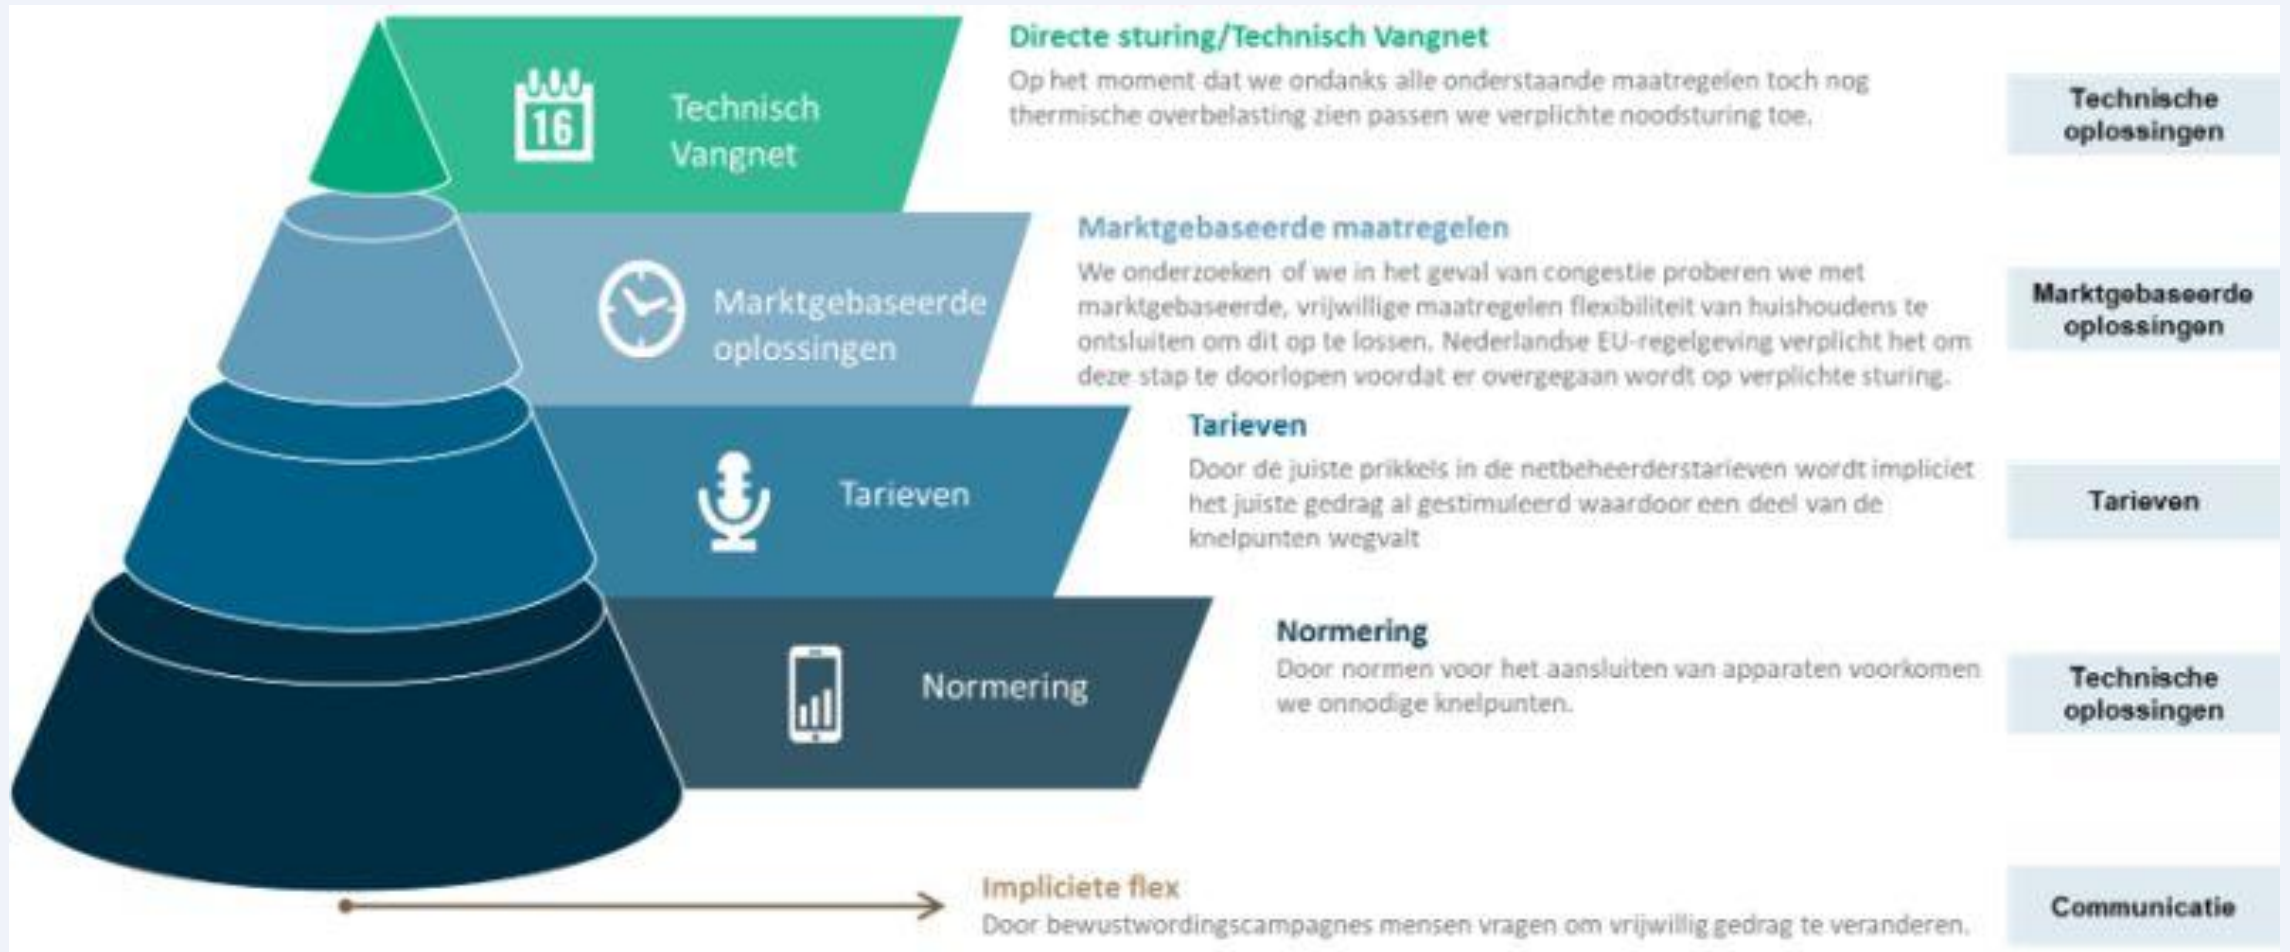 Directe sturing/Technisch Vangnet
Op het moment dat we ondanks alle onderstaande maatregelen toch nog
thermische overbelasting zien passen we verplichte noodsturing toe.
16
Technisch
Vangnet
Technische
oplossingen
Marktgebaseerde maatregelen
We onderzoeken of we in het geval van congestie proberen we met
marktgebaseerde, vrijwillige maatregelen flexibiliteit van huishoudens te
ontsluiten om dit op te lossen. Nederlandse EU-regelgeving verplicht het om
deze stap te doorlopen voordat er overgegaan wordt op verplichte sturing.
Marktgebaseerde
oplossingen
Marktgebaseerde
oplossingen
Tarieven
Door de juiste prikkels in de netbeheerderstarieven wordt impliciet
het juiste gedrag al gestimuleerd waardoor een deel van de
knelpunten wegvalt
Tarieven
Tarieven
Normering
Door normen voor het aansluiten van apparaten voorkomen
we onnodige knelpunten.
Normering
Technische
oplossingen
Impliciete flex
Door bewustwordingscampagnes mensen vragen om vrijwillig gedrag te veranderen.
Communicatie